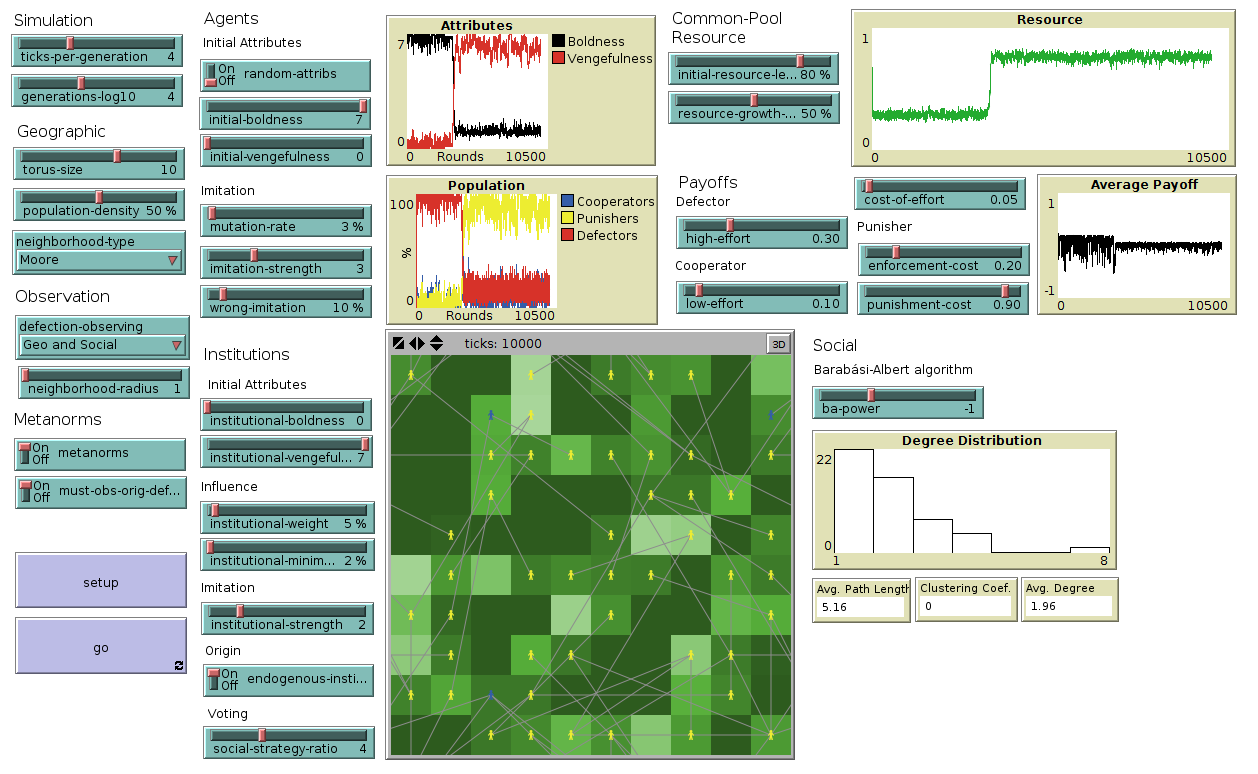 Simulation
ticks-per-generation 4
generations-log10 4
Geographic
torus-size 10
population-density 50 %
neighborhood-type
Moore
Observation
defection-observing
Geo and Social
neighborhood-radius 1
Metanorms
On
Off
metanorms
On
Off
must-obs-orig-def...
setup
go
Agents
Initial Attributes
On
Off
random-attribs
initial-boldness 7
initial-vengefulness 0
Imitation
mutation-rate 3 %
imitation-strength 3
wrong-imitation 10 %
Institutions
Initial Attributes
institutional-boldness 0
institutional-vengeful... 7
Influence
institutional-weight 5 %
institutional-minim... 2 %
Imitation
institutional-strength 2
Origin
On
Off
endogenous-insti...
Voting
social-strategy-ratio 4
Attributes
7
0
0 Rounds 10500
Boldness
Vengefulness
Population
100
%
0
0 Rounds 10500
Cooperators
Punishers
Defectors
ticks: 10000
3D
Common-Pool
Resource
initial-resource-le... 80 %
resource-growth-... 50 %
Resource
1
0
0 10500
Payoffs
Defector
high-effort 0.30
Cooperator
low-effort 0.10
cost-of-effort 0.05
Punisher
enforcement-cost 0.20
punishment-cost 0.90
Average Payoff
1
-1
0 10500
Social
Barabási-Albert algorithm
ba-power -1
Degree Distribution
22
0
1 8
Avg. Path Length
5.16
Clustering Coef.
0
Avg. Degree
1.96